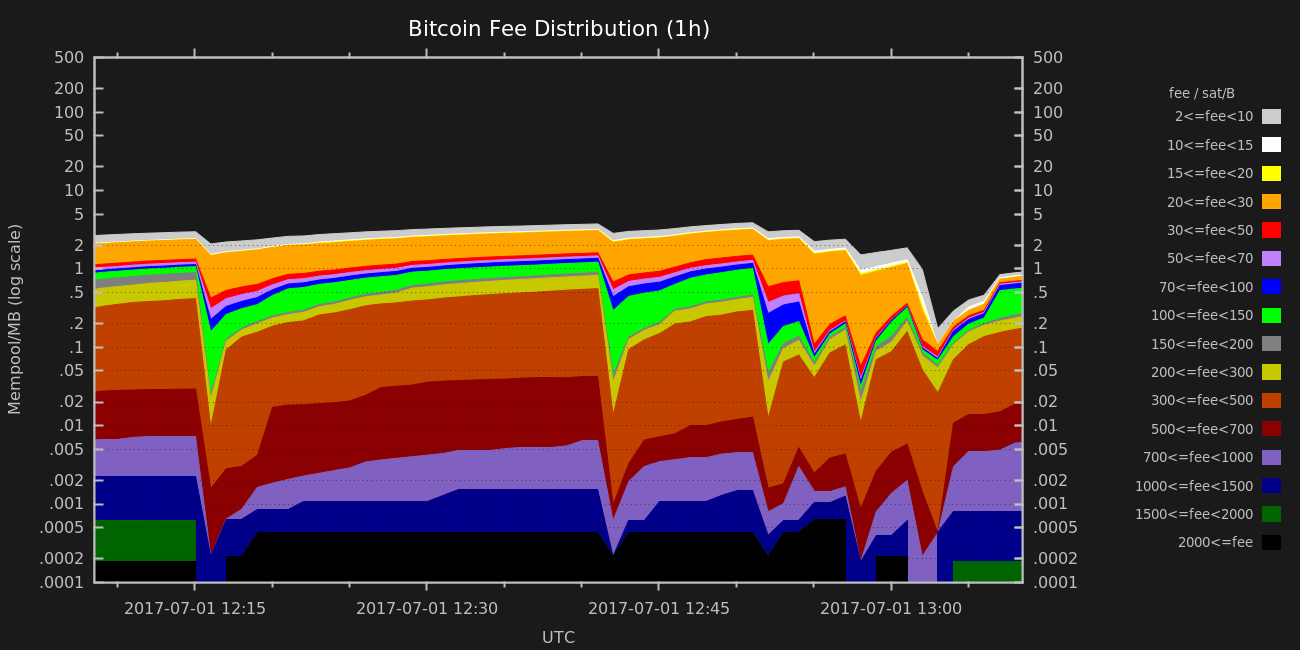 Bitcoin Fee Distribution (1h)
Mempool/MB (log scale)
500
200
100
50
20
10
5
2
1
.5
.2
.1
.05
.02
.01
.005
.002
.001
.0005
.0002
.0001
500
200
100
50
20
10
5
2
1
.5
.2
.1
.05
.02
.01
.005
.002
.001
.0005
.0002
.0001
2017-07-01 12:15
2017-07-01 12:30
2017-07-01 12:45
2017-07-01 13:00
UTC
fee / sat/B
2<=fee<10
10<=fee<15
15<=fee<20
20<=fee<30
30<=fee<50
50<=fee<70
70<=fee<100
100<=fee<150
150<=fee<200
200<=fee<300
300<=fee<500
500<=fee<700
700<=fee<1000
1000<=fee<1500
1500<=fee<2000
2000<=fee